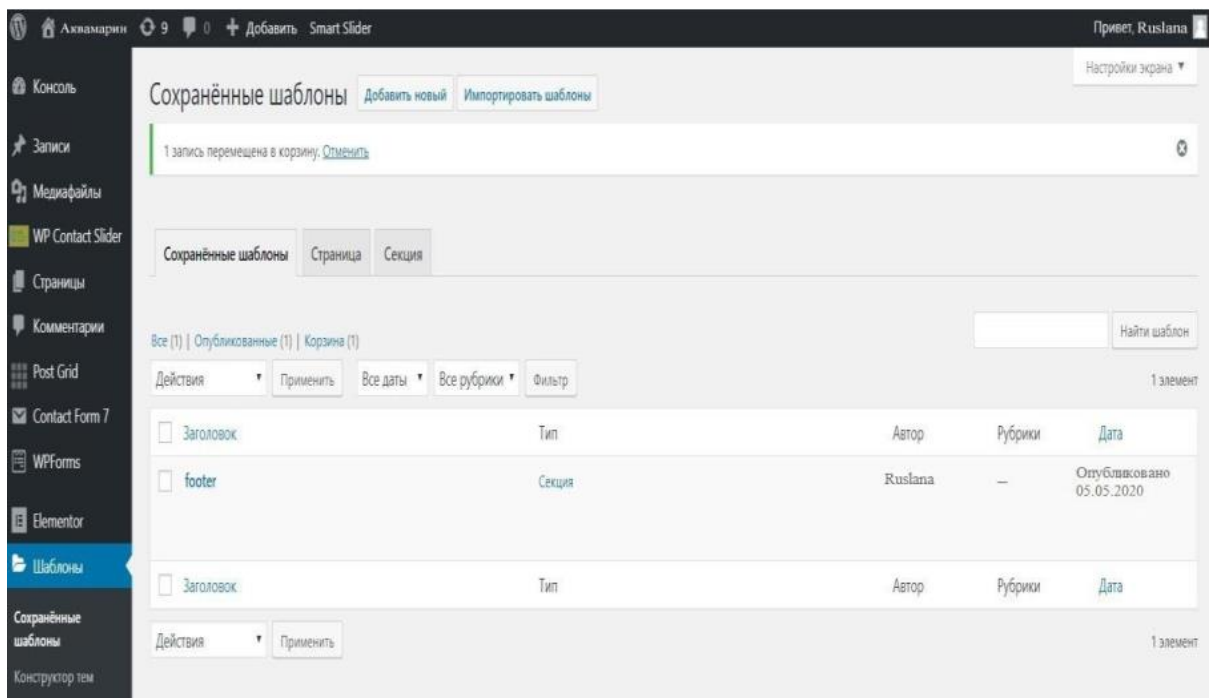 Аквамарин 9 0 + Добавить Smart Slider Привет, Ruslana
Настройки экрана ▼
Консоль
Записи
Медиафайлы
WP Contact Slider
Страницы
Комментарии
Post Grid
Contact Form 7
WPForms
Elementor
Шаблоны
Сохранённые
шаблоны
Конструктор тем
Сохранённые шаблоны Добавить новый Импортировать шаблоны
1 запись перемещена в корзину. Отменить
Сохранённые шаблоны Страница Секция
Найти шаблон
Все (1) | Опубликованные (1) | Корзина (1)
Действия Применить Все даты Все рубрики Фильтр 1 элемент
Заголовок Тип Автор Рубрики Дата
footer Секция Ruslana — Опубликовано
05.05.2020
Заголовок Тип Автор Рубрики Дата
Действия Применить 1 элемент